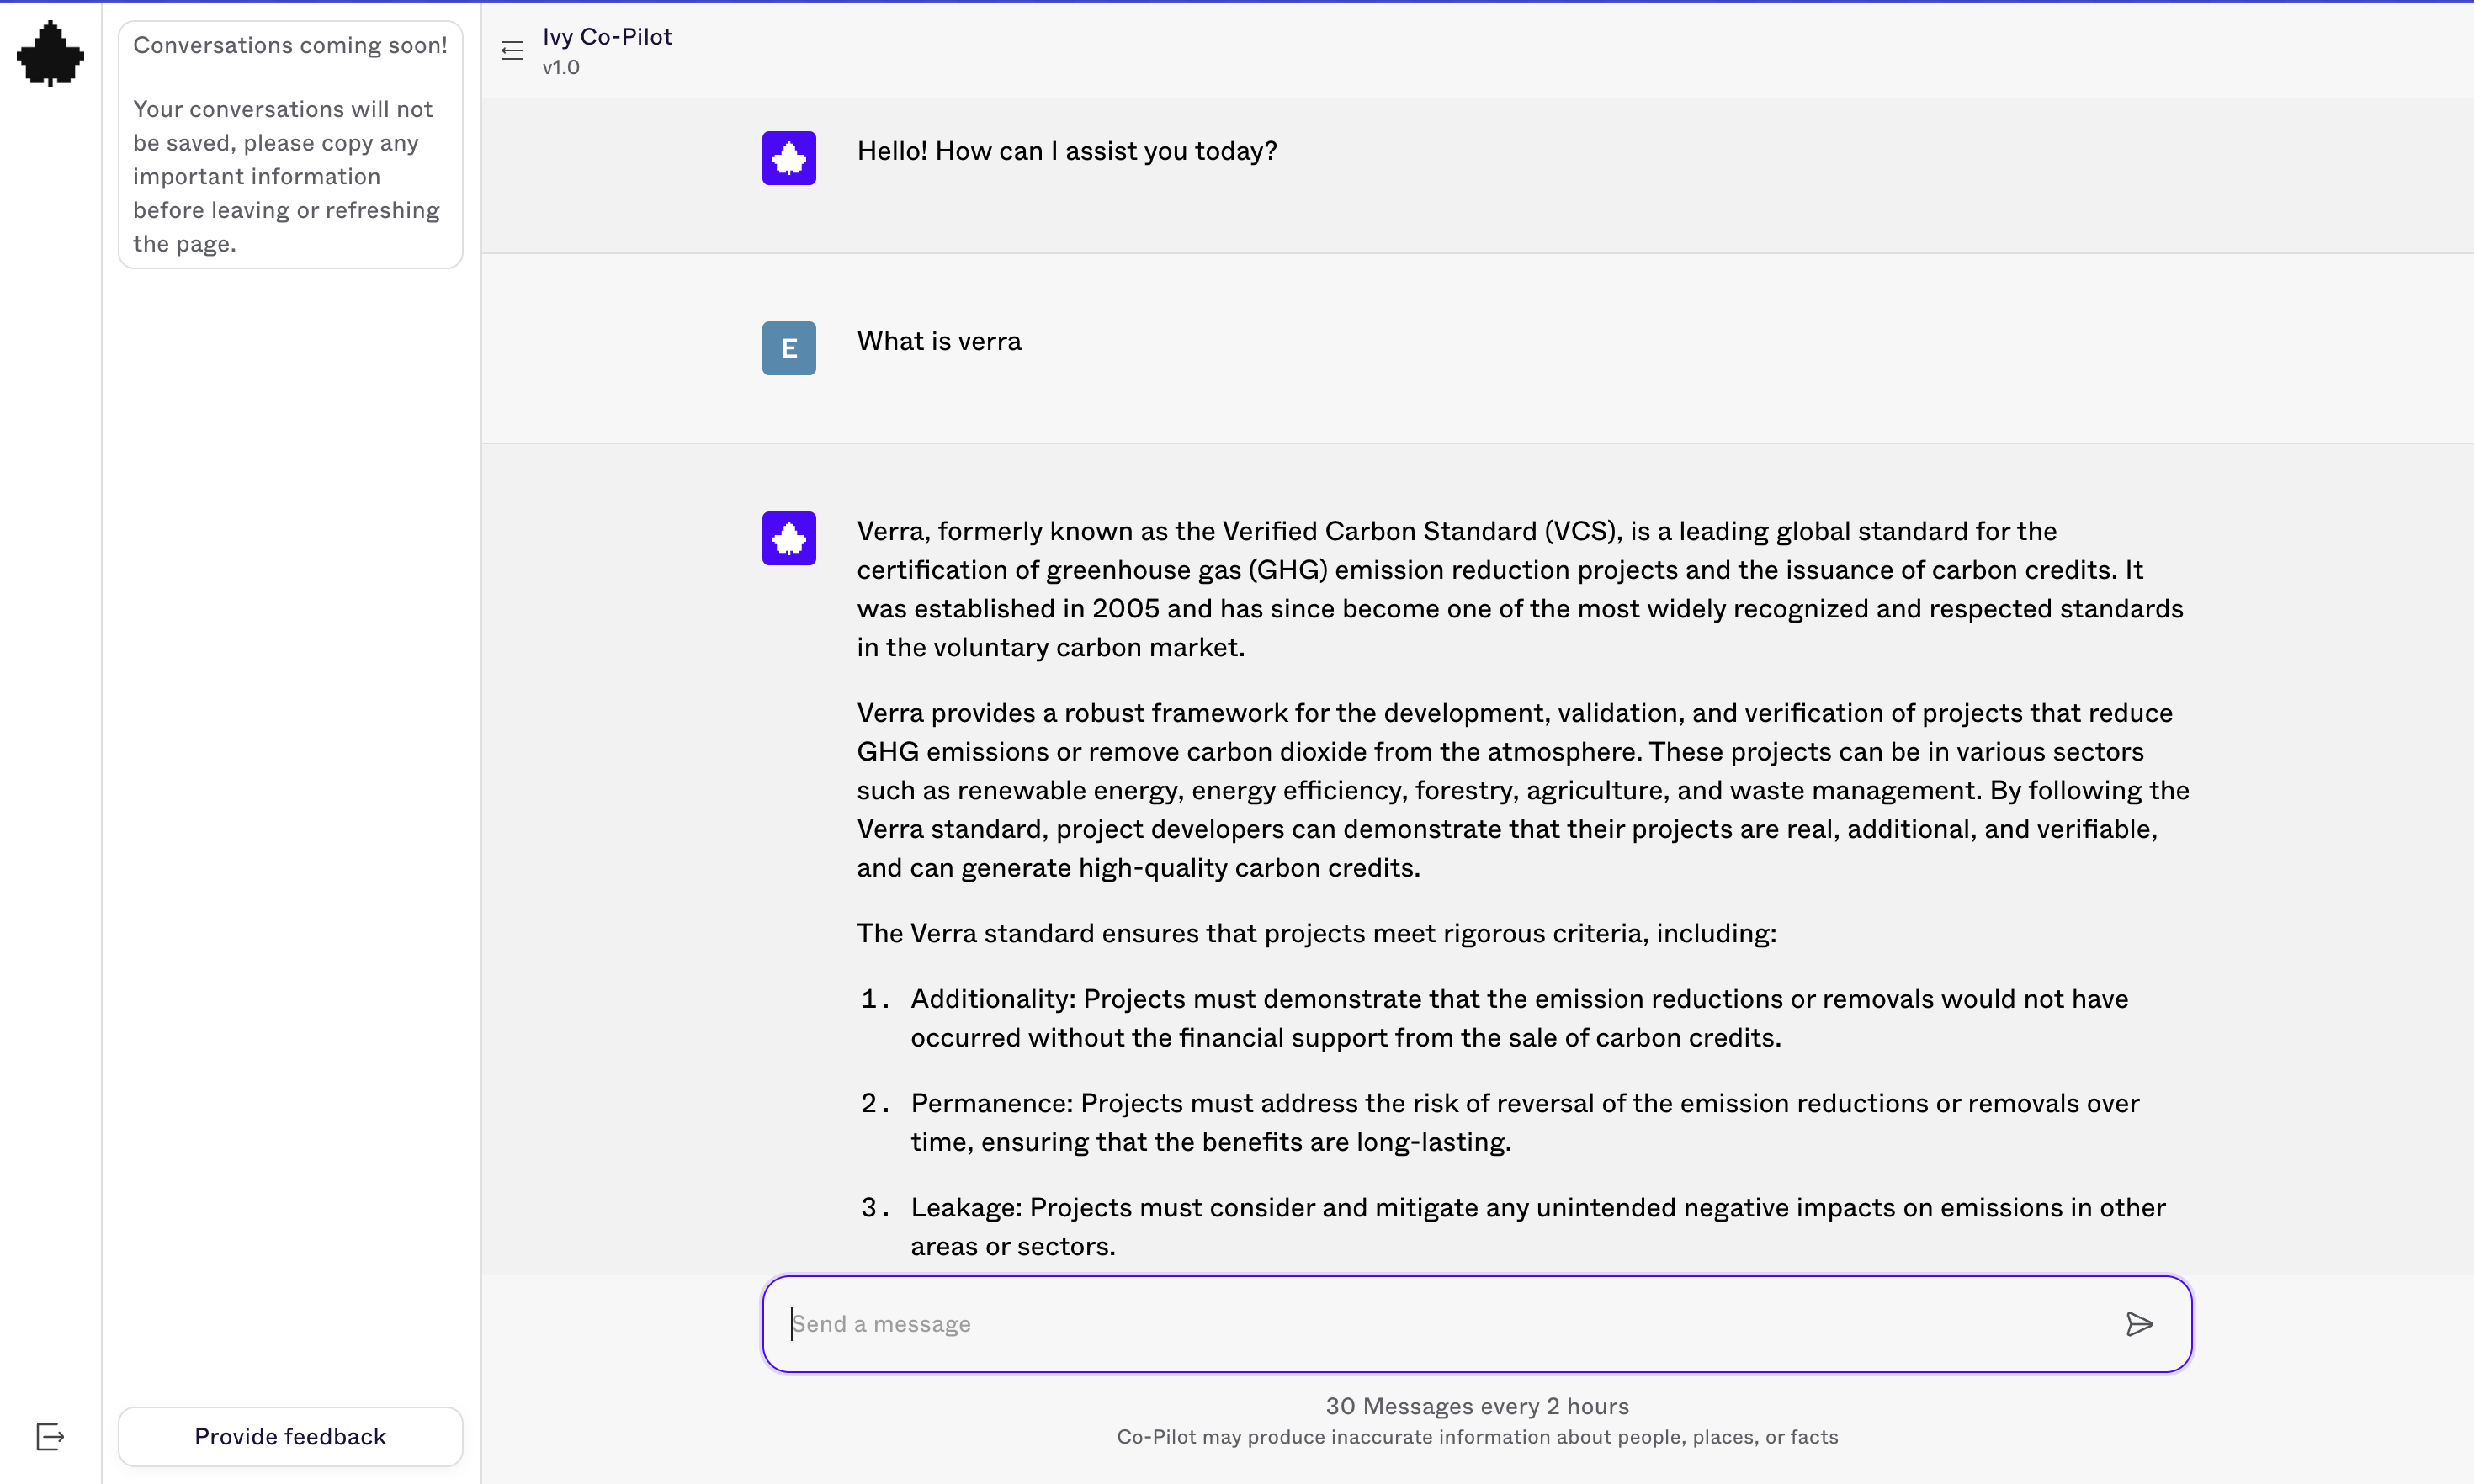 Conversations coming soon!
Your conversations will not
be saved, please copy any
important information
before leaving or refreshing
the page.
Provide feedback
Ivy Co-Pilot
v1.0
Hello! How can I assist you today?
E
What is verra
Verra, formerly known as the Verified Carbon Standard (VCS), is a leading global standard for the
certification of greenhouse gas (GHG) emission reduction projects and the issuance of carbon credits. It
was established in 2005 and has since become one of the most widely recognized and respected standards
in the voluntary carbon market.
Verra provides a robust framework for the development, validation, and verification of projects that reduce
GHG emissions or remove carbon dioxide from the atmosphere. These projects can be in various sectors
such as renewable energy, energy efficiency, forestry, agriculture, and waste management. By following the
Verra standard, project developers can demonstrate that their projects are real, additional, and verifiable,
and can generate high-quality carbon credits.
The Verra standard ensures that projects meet rigorous criteria, including:
1. Additionality: Projects must demonstrate that the emission reductions or removals would not have
occurred without the financial support from the sale of carbon credits.
2. Permanence: Projects must address the risk of reversal of the emission reductions or removals over
time, ensuring that the benefits are long-lasting.
3. Leakage: Projects must consider and mitigate any unintended negative impacts on emissions in other
areas or sectors.
Send a message
30 Messages every 2 hours
Co-Pilot may produce inaccurate information about people, places, or facts